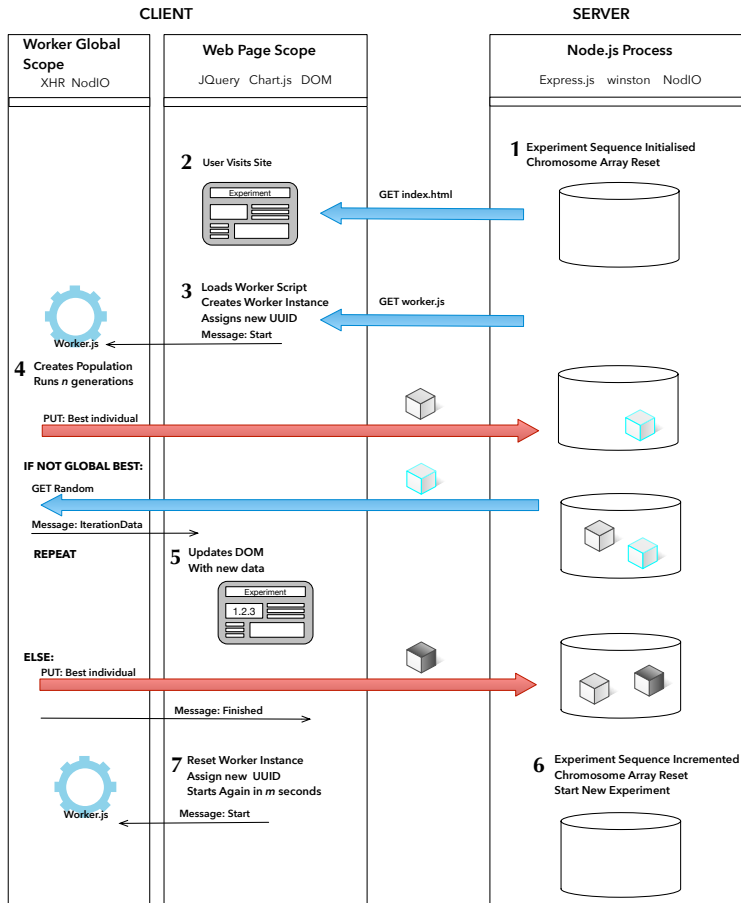 CLIENT
SERVER
Worker Global
Scope
XHR NodIO
Web Page Scope
JQuery Chart.js DOM
Node.js Process
Express.js winston NodIO
1 Experiment Sequence Initialised
Chromosome Array Reset
2 User Visits Site
Experiment
GET index.html
3 Loads Worker Script
Creates Worker Instance
Assigns new UUID
GET worker.js
Message: Start
Worker.js
4 Creates Population
Runs n generations
PUT: Best individual
IF NOT GLOBAL BEST:
GET Random
Message: IterationData
REPEAT
5 Updates DOM
With new data
Experiment
1.2.3
ELSE:
PUT: Best individual
Message: Finished
7 Reset Worker Instance
Assign new UUID
Starts Again in m seconds
Message: Start
Worker.js
6 Experiment Sequence Incremented
Chromosome Array Reset
Start New Experiment